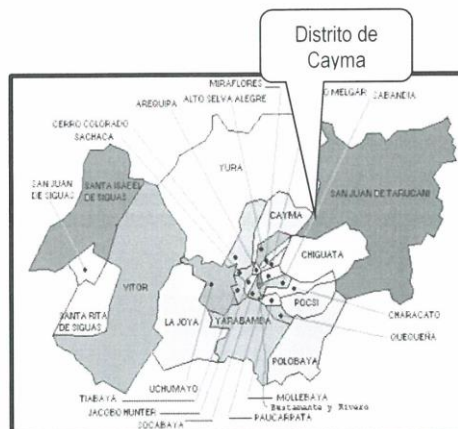 Distrito de
Cayma
MIRAFLORES
O MELGAR
SABANDIA
ALTO SELVA ALEGRE
AREQUIPA
CERRO COLORADO
SACHACA
YURA
SAN JUAN
DE SIGUAS
SANTA ISABEL
DE SIGUAS
SAN JUAN DE TARUCANI
CAYMA
CHIGUATA
VITOR
POCSI
SANTA RITA
DE SIGUAS
LA JOYA
YARABAMBA
CHARACATO
QUEQUEÑA
POLOBAYA
UCHUMAYO
TIABAYA
MOLLEBAYA
JACOBO HUNTER
Bustamante y Rivero
SOCABAYA
PAUCARPATA